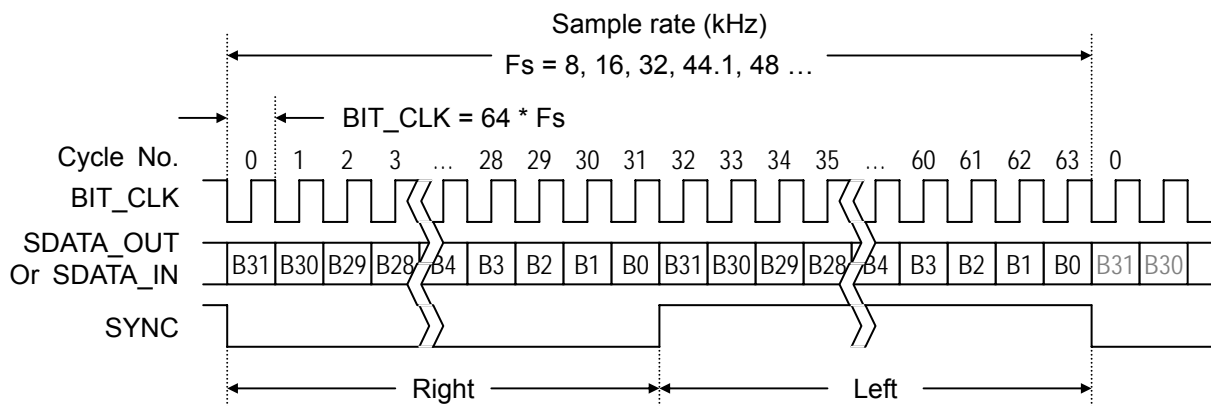 Sample rate (kHz)
Fs = 8, 16, 32, 44.1, 48 …
BIT_CLK = 64 * Fs
Cycle No. 0 1 2 3 … 28 29 30 31 32 33 34 35 … 60 61 62 63 0
BIT_CLK
SDATA_OUT
Or SDATA_IN
B31 B30 B29 B28 B4 B3 B2 B1 B0 B31 B30 B29 B28 B4 B3 B2 B1 B0 B31 B30
SYNC
Right Left